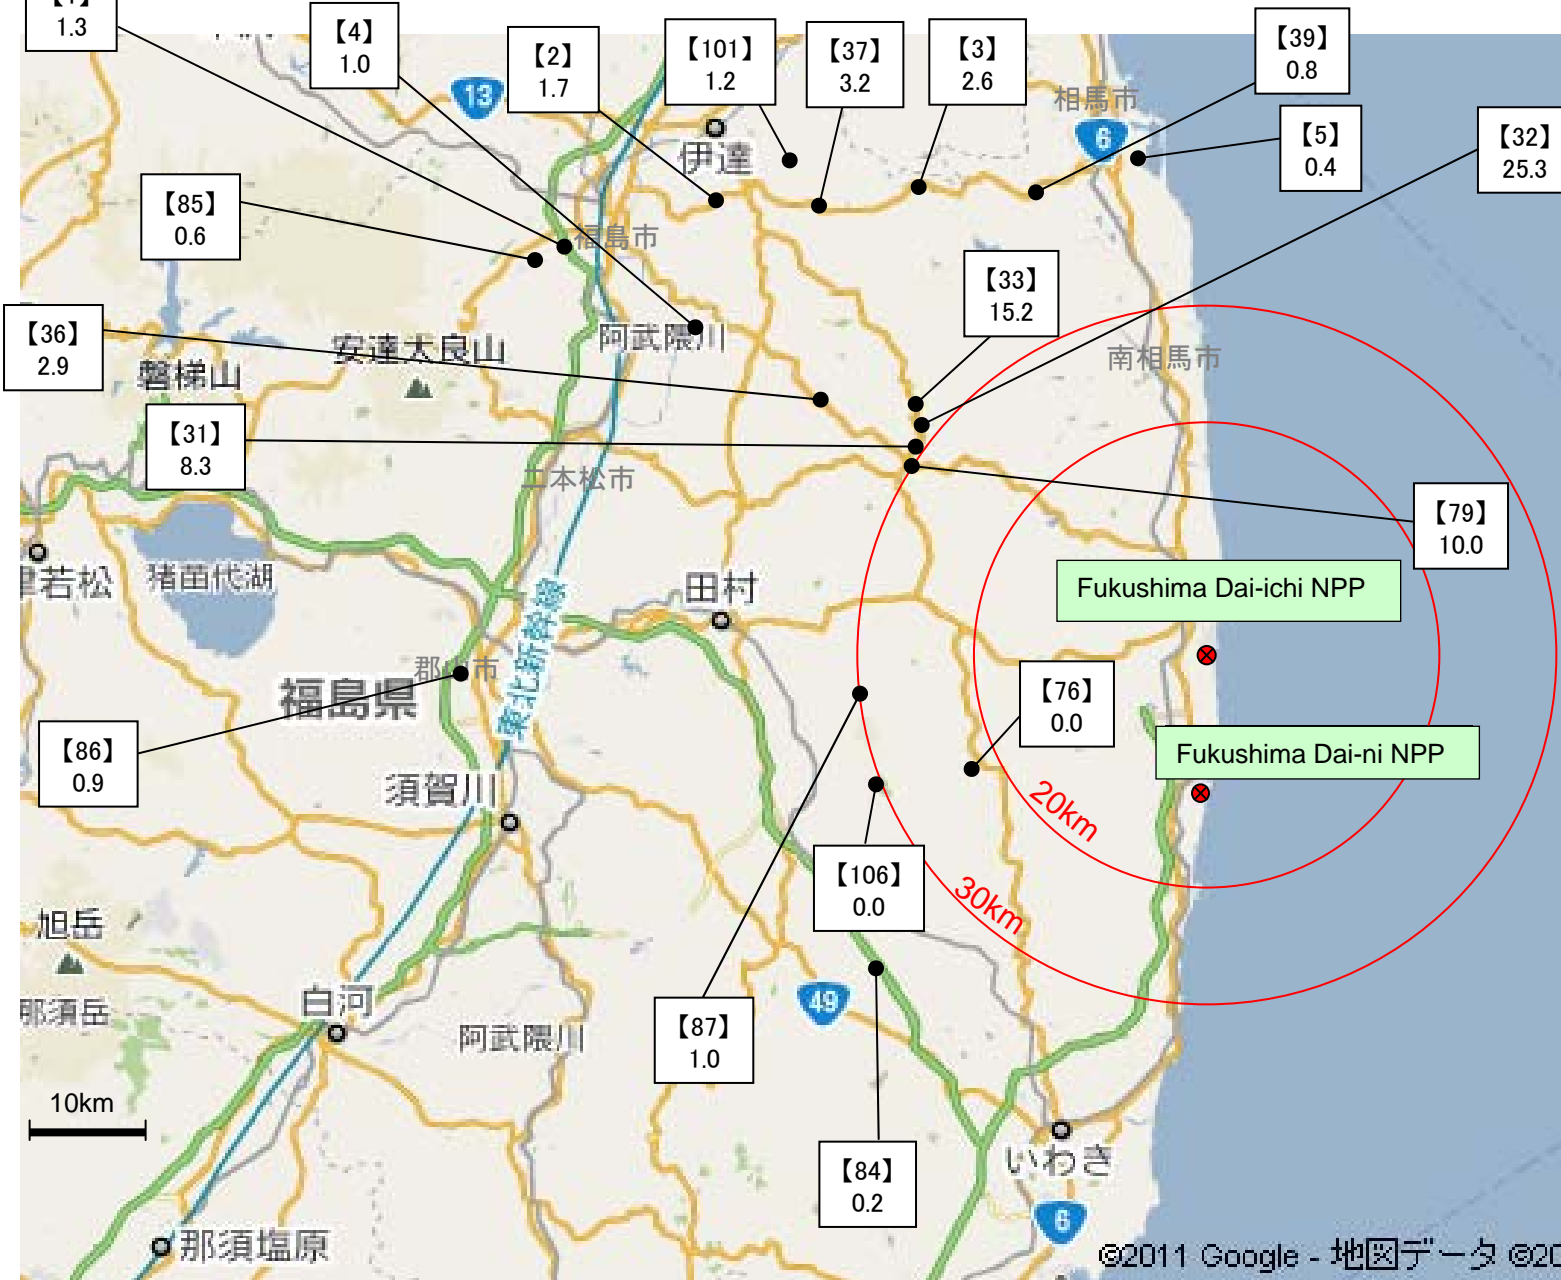 1.3
【4】
1.0
【2】
1.7
【101】
1.2
【37】
3.2
【3】
2.6
【39】
0.8
【5】
0.4
【32】
25.3
13
伊達
相馬市
6
【85】
0.6
福島市
【33】
15.2
【36】
2.9
安達太良山
磐梯山
阿武隈川
南相馬市
【31】
8.3
二本松市
【79】
10.0
津若松
猪苗代湖
田村
Fukushima Dai-ichi NPP
東北新幹線
郡山市
福島県
【76】
0.0
Fukushima Dai-ni NPP
【86】
0.9
須賀川
20km
【106】
0.0
30km
旭岳
那須岳
白河
阿武隈川
49
【87】
1.0
10km
いわき
【84】
0.2
6
那須塩原
©2011 Google - 地図データ ©20